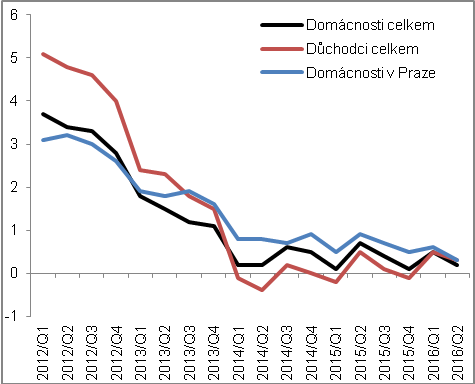 6
5
4
3
2
1
0
-1
Domácnosti celkem
Důchodci celkem
Domácnosti v Praze
2012/Q1
2012/Q2
2012/Q3
2012/Q4
2013/Q1
2013/Q2
2013/Q3
2013/Q4
2014/Q1
2014/Q2
2014/Q3
2014/Q4
2015/Q1
2015/Q2
2015/Q3
2015/Q4
2016/Q1
2016/Q2